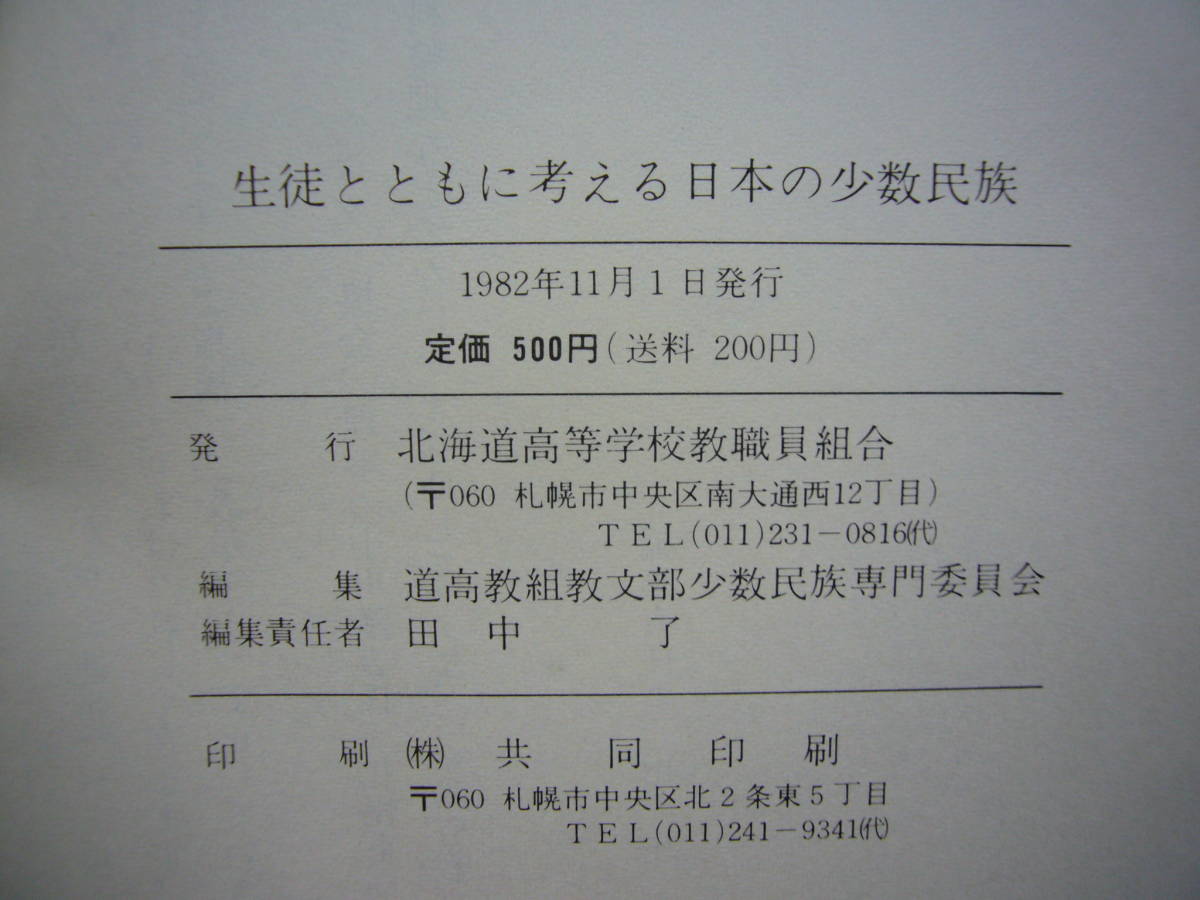 生徒とともに考える日本の少数民族
1982年11月1日発行
定価 500円(送料 200円)
発行 北海道高等学校教職員組合
(〒060 札幌市中央区南大通西12丁目)
TEL(011)231-0816㈹
編集 道高教組教文部少数民族専門委員会
編集責任者 田中 了
印刷 ㈱ 共同印刷
〒060 札幌市中央区北2条東5丁目
TEL(011)241-9341㈹